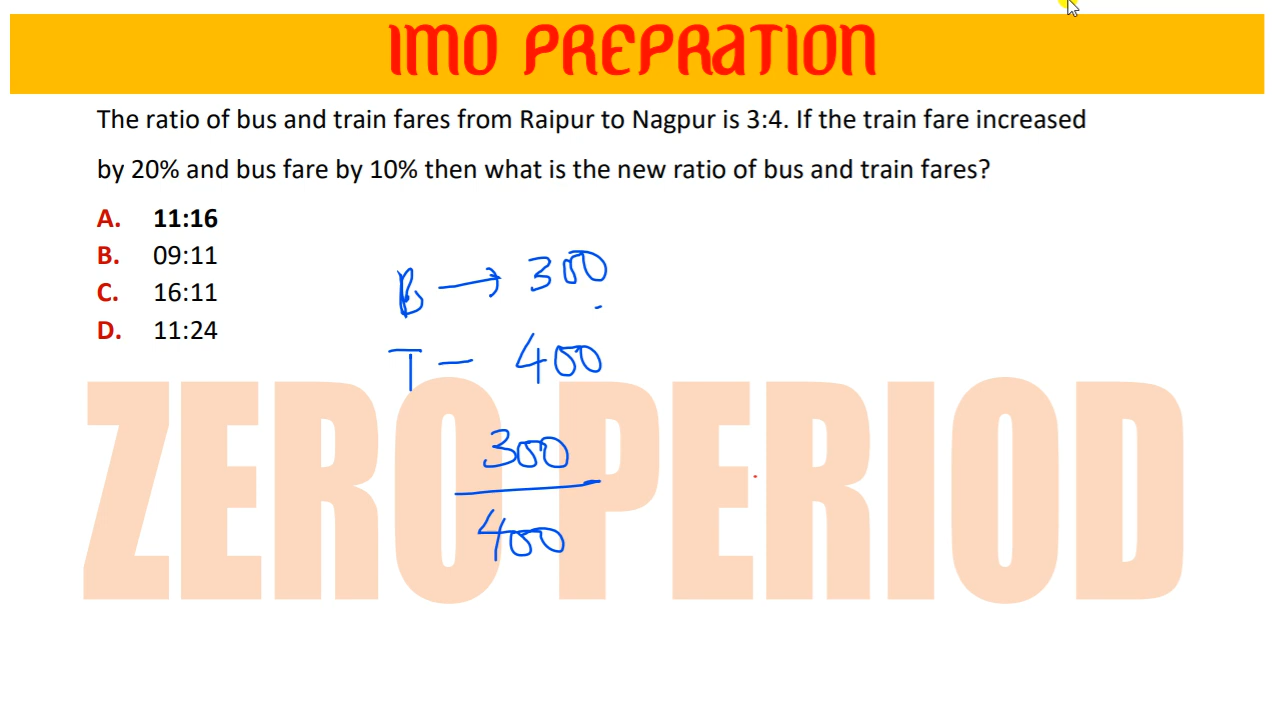 IMO PREPRATION
The ratio of bus and train fares from Raipur to Nagpur is 3:4. If the train fare increased
by 20% and bus fare by 10% then what is the new ratio of bus and train fares?
A. 11:16
B. 09:11
C. 16:11
D. 11:24
B → 300
T – 400
300
400
ZERO PERIOD